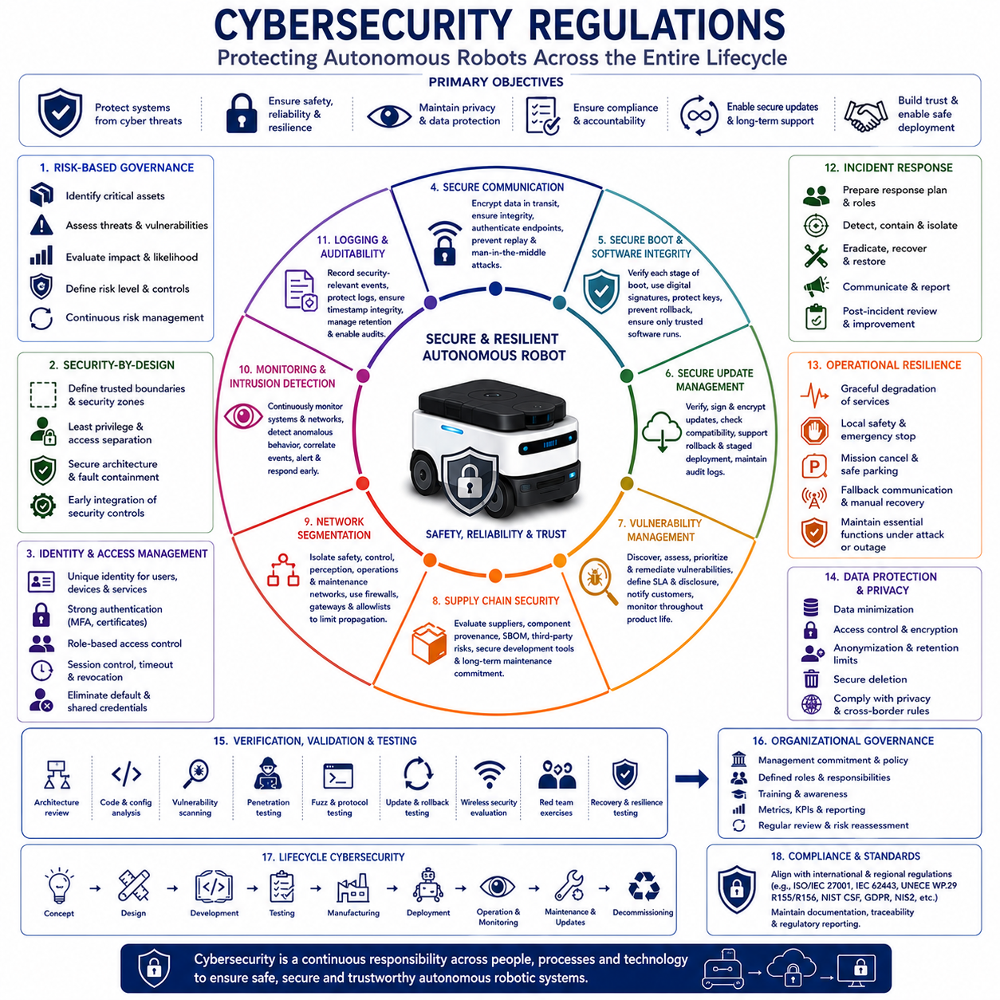 CYBERSECURITY REGULATIONS
Protecting Autonomous Robots Across the Entire Lifecycle
PRIMARY OBJECTIVES
Protect systems
from cyber threats
Ensure safety,
reliability &
resilience
Maintain privacy
& data protection
Ensure compliance
& accountability
Enable secure updates
& long-term support
Build trust &
enable safe
deployment
1. RISK-BASED GOVERNANCE
Identify critical assets
Assess threats & vulnerabilities
Evaluate impact & likelihood
Define risk level & controls
Continuous risk management
2. SECURITY-BY-DESIGN
Define trusted boundaries
& security zones
Least privilege &
access separation
Secure architecture
& fault containment
Early integration of
security controls
3. IDENTITY & ACCESS MANAGEMENT
Unique identity for users,
devices & services
Strong authentication
(MFA, certificates)
Role-based access control
Session control, timeout
& revocation
Eliminate default &
shared credentials
4. SECURE COMMUNICATION
Encrypt data in transit,
ensure integrity,
authenticate endpoints,
prevent replay &
man-in-the-middle
attacks.
5. SECURE BOOT &
SOFTWARE INTEGRITY
Verify each stage of
boot, use digital
signatures, protect keys,
prevent rollback,
ensure only trusted
software runs.
6. SECURE UPDATE
MANAGEMENT
Verify, sign & encrypt
updates, check
compatibility, support
rollback & staged
deployment, maintain
audit logs.
7. VULNERABILITY
MANAGEMENT
Discover, assess, prioritize
& remediate vulnerabilities,
define SLA & disclosure,
notify customers,
monitor throughout
product life.
8. SUPPLY CHAIN SECURITY
Evaluate suppliers, component
provenance, SBOM, third-party
risks, secure development tools
& long-term maintenance
commitment.
9. NETWORK
SEGMENTATION
Isolate safety, control,
perception, operations
& maintenance
networks, use firewalls,
gateways & allowlists
to limit propagation.
10. MONITORING &
INTRUSION DETECTION
Continuously monitor
systems & networks,
detect anomalous
behavior, correlate
events, alert &
respond early.
11. LOGGING &
AUDITABILITY
Record security-
relevant events,
protect logs, ensure
timestamp integrity,
manage retention
& enable audits.
SECURE & RESILIENT
AUTONOMOUS ROBOT
SAFETY, RELIABILITY & TRUST
12. INCIDENT RESPONSE
Prepare response plan
& roles
Detect, contain & isolate
Eradicate, recover
& restore
Communicate & report
Post-incident review
& improvement
13. OPERATIONAL RESILIENCE
Graceful degradation
of services
Local safety &
emergency stop
P
Mission cancel &
safe parking
Fallback communication
& manual recovery
Maintain essential
functions under attack
or outage
14. DATA PROTECTION
& PRIVACY
Data minimization
Access control & encryption
Anonymization & retention
limits
Secure deletion
Comply with privacy
& cross-border rules
15. VERIFICATION, VALIDATION & TESTING
Architecture
review
Code & config
analysis
Vulnerability
scanning
Penetration
testing
Fuzz & protocol
testing
Update & rollback
testing
Wireless security
evaluation
Red team
exercises
Recovery & resilience
testing
16. ORGANIZATIONAL GOVERNANCE
Management commitment & policy
Defined roles & responsibilities
Training & awareness
Metrics, KPIs & reporting
Regular review & risk reassessment
17. LIFECYCLE CYBERSECURITY
Concept
Design
Development
Testing
Manufacturing
Deployment
Operation &
Monitoring
Maintenance &
Updates
Decommissioning
18. COMPLIANCE & STANDARDS
Align with international & regional regulations
(e.g., ISO/IEC 27001, IEC 62443, UNECE WP.29
R155/R156, NIST CSF, GDPR, NIS2, etc.)
Maintain documentation, traceability
& regulatory reporting.
Cybersecurity is a continuous responsibility across people, processes and technology
to ensure safe, secure and trustworthy autonomous robotic systems.